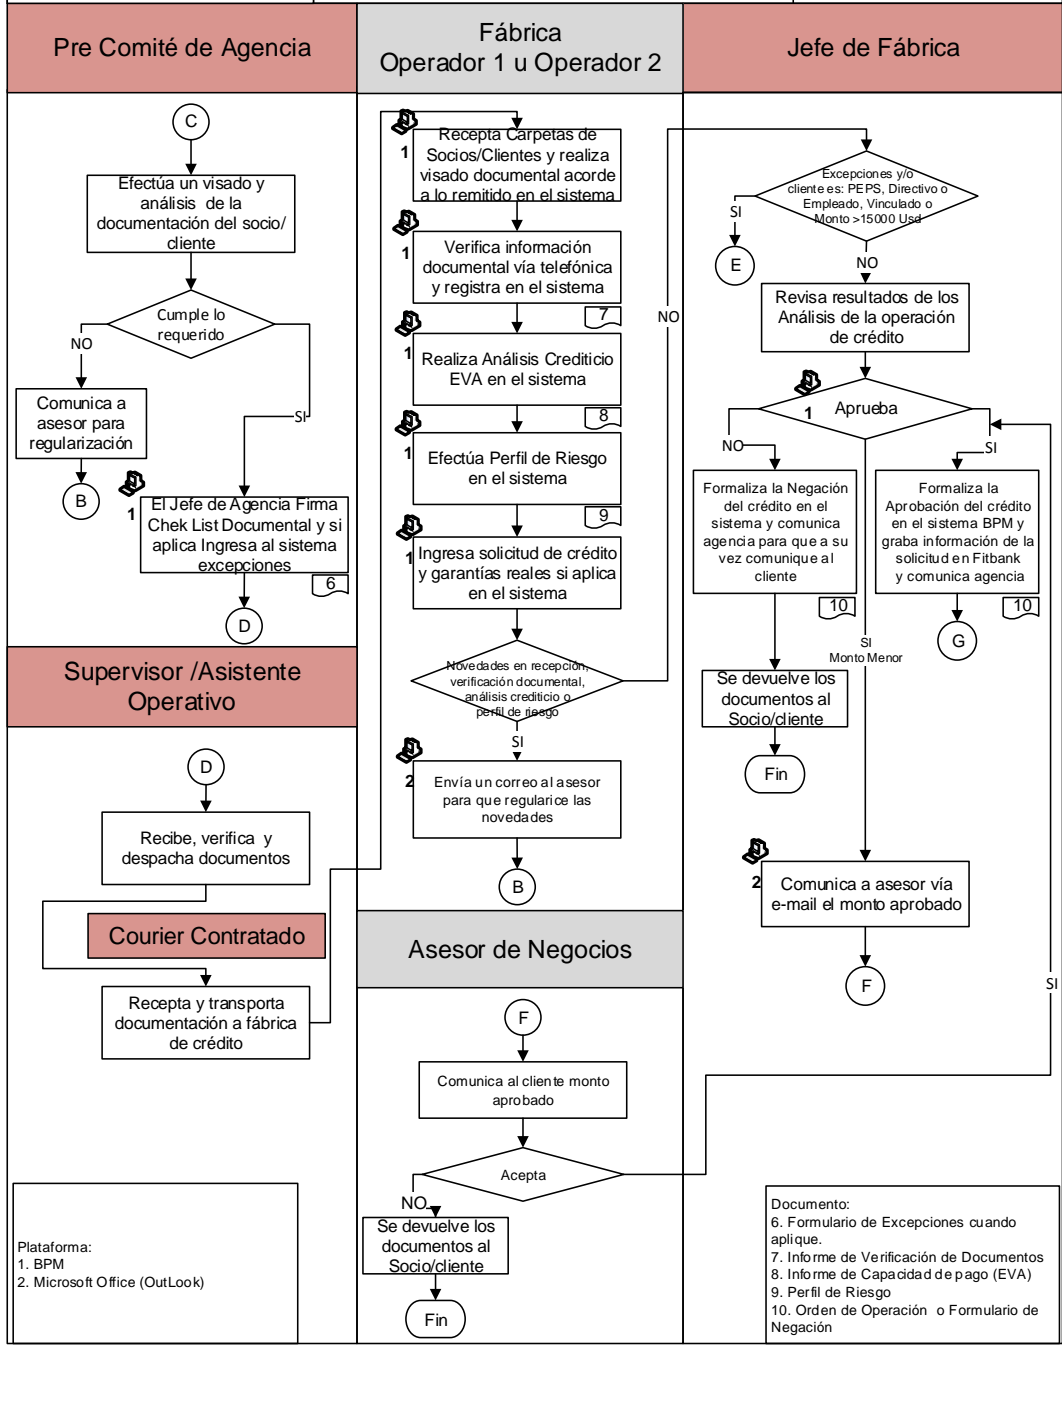 Pre Comité de Agencia
C
Efectúa un visado y
análisis de la
documentación del socio/
cliente
Cumple lo
requerido
NO
SI
Comunica a
asesor para
regularización
B
1
El Jefe de Agencia Firma
Chek List Documental y si
aplica Ingresa al sistema
excepciones
6
D
Supervisor /Asistente
Operativo
D
Recibe, verifica y
despacha documentos
Courier Contratado
Recepta y transporta
documentación a fábrica
de crédito
Plataforma:
1. BPM
2. Microsoft Office (OutLook)
Fábrica
Operador 1 u Operador 2
1
Recepta Carpetas de
Socios/Clientes y realiza
visado documental acorde
a lo remitido en el sistema
1
Verifica información
documental vía telefónica
y registra en el sistema
7
1
Realiza Análisis Crediticio
EVA en el sistema
8
1
Efectúa Perfil de Riesgo
en el sistema
9
1
Ingresa solicitud de crédito
y garantías reales si aplica
en el sistema
Novedades en recepción,
verificación documental,
análisis crediticio o
perfil de riesgo
NO
SI
2
Envía un correo al asesor
para que regularice las
novedades
B
Asesor de Negocios
F
Comunica al cliente monto
aprobado
Acepta
NO
Se devuelve los
documentos al
Socio/cliente
Fin
Jefe de Fábrica
Excepciones y/o
cliente es: PEPS, Directivo o
Empleado, Vinculado o
Monto >15000 Usd
SI
E
NO
Revisa resultados de los
Análisis de la operación
de crédito
1
Aprueba
NO
SI
Formaliza la Negación
del crédito en el
sistema y comunica
agencia para que a su
vez comunique al
cliente
10
Formaliza la
Aprobación del crédito
en el sistema BPM y
graba información de la
solicitud en Fitbank
y comunica agencia
10
G
SI
Monto Menor
Se devuelve los
documentos al
Socio/cliente
Fin
2
Comunica a asesor vía
e-mail el monto aprobado
F
SI
Documento:
6. Formulario de Excepciones cuando
aplique.
7. Informe de Verificación de Documentos
8. Informe de Capacidad de pago (EVA)
9. Perfil de Riesgo
10. Orden de Operación o Formulario de
Negación